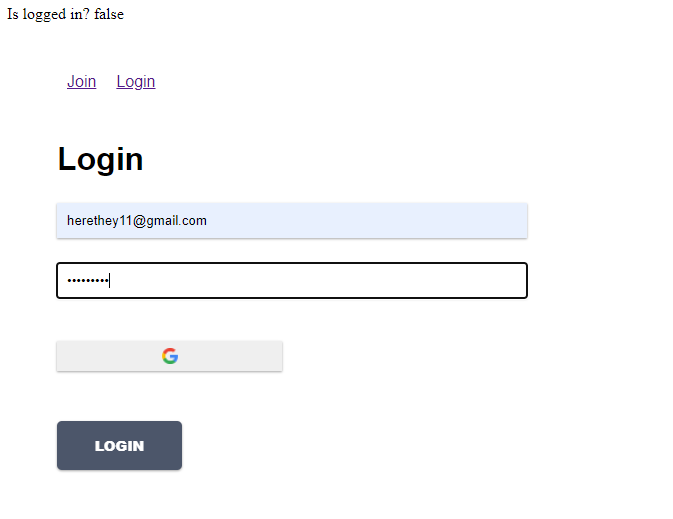 Is logged in? false
Join Login
Login
herethey11@gmail.com
•••••••••
LOGIN